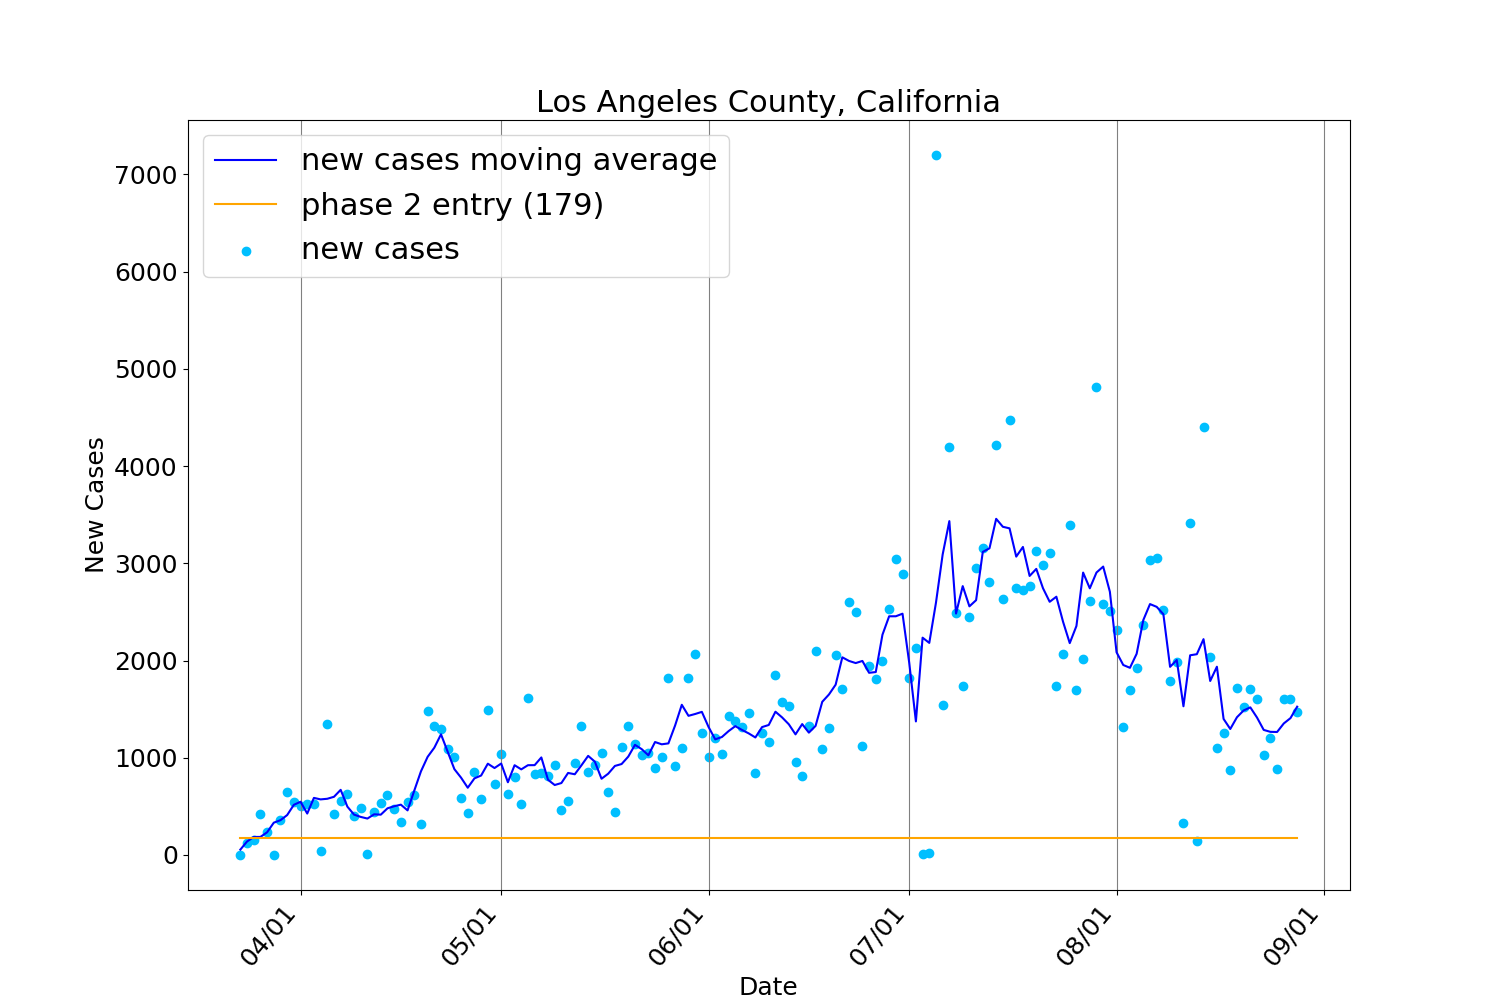 Los Angeles County, California
new cases moving average
phase 2 entry (179)
new cases
7000
6000
5000
4000
3000
2000
1000
0
New Cases
04/01
05/01
06/01
07/01
08/01
09/01
Date